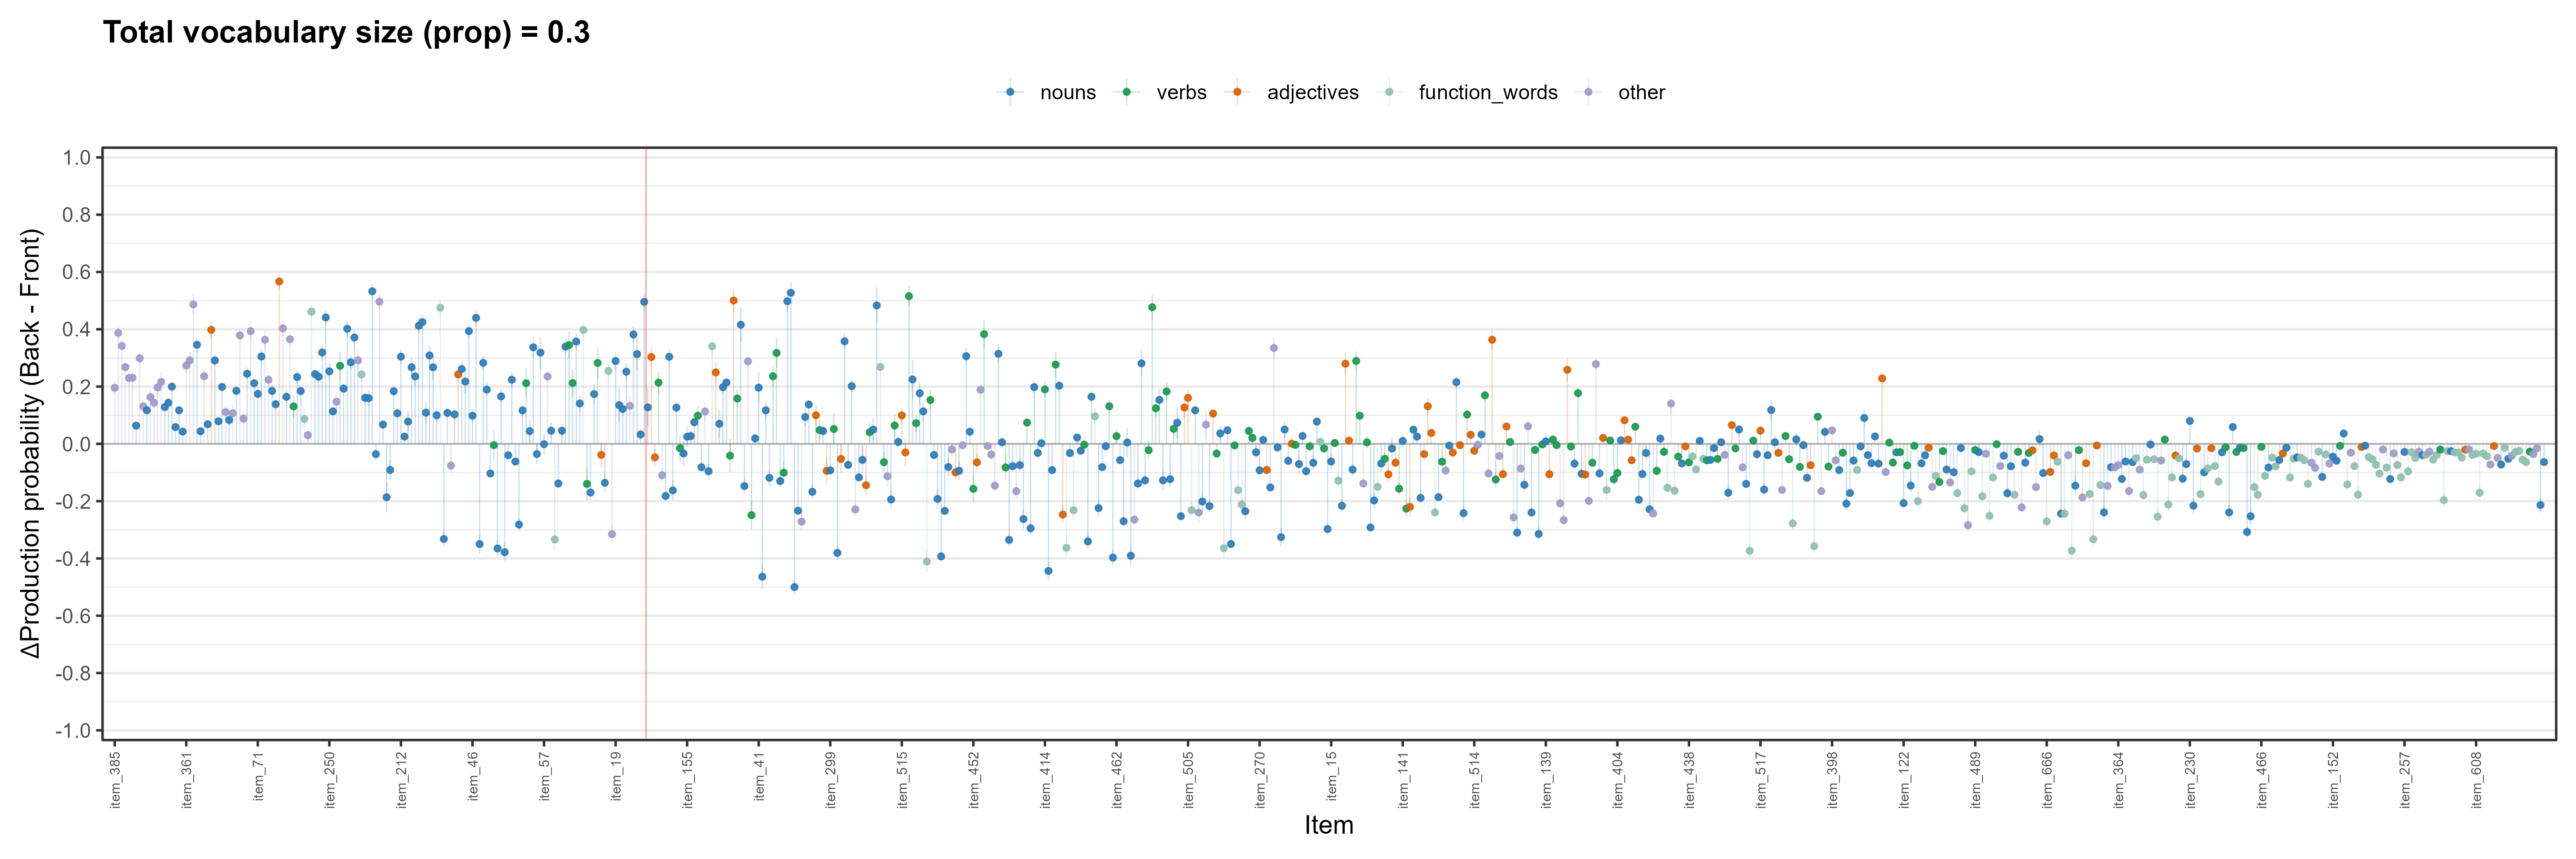 Total vocabulary size (prop) = 0.3
nouns verbs adjectives function_words other
ΔProduction probability (Back - Front)
1.0
0.8
0.6
0.4
0.2
0.0
-0.2
-0.4
-0.6
-0.8
-1.0
item_385 item_361 item_71 item_250 item_212 item_46 item_57 item_19 item_155 item_41 item_299 item_515 item_452 item_414 item_462 item_505 item_270 item_15 item_141 item_514 item_139 item_404 item_438 item_517 item_398 item_122 item_489 item_666 item_364 item_230 item_466 item_152 item_257 item_608
Item